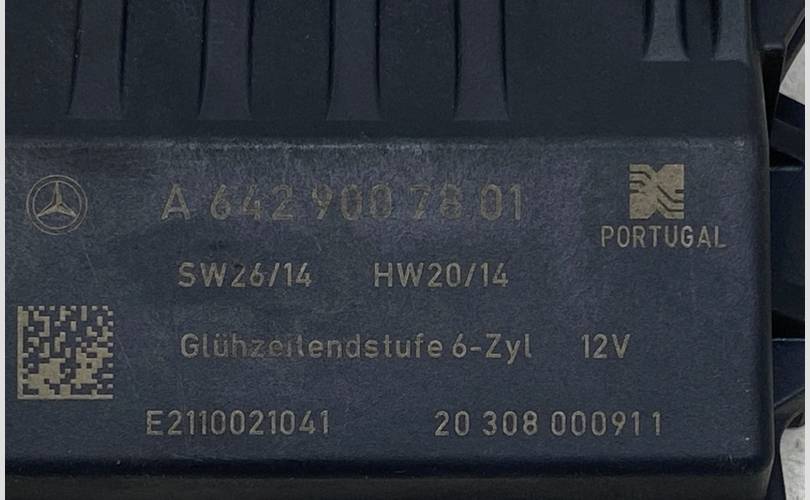 A 642 900 78 01
PORTUGAL
SW26/14 HW20/14
Glühzeitendstufe 6-Zyl 12V
E2110021041 20 308 000911